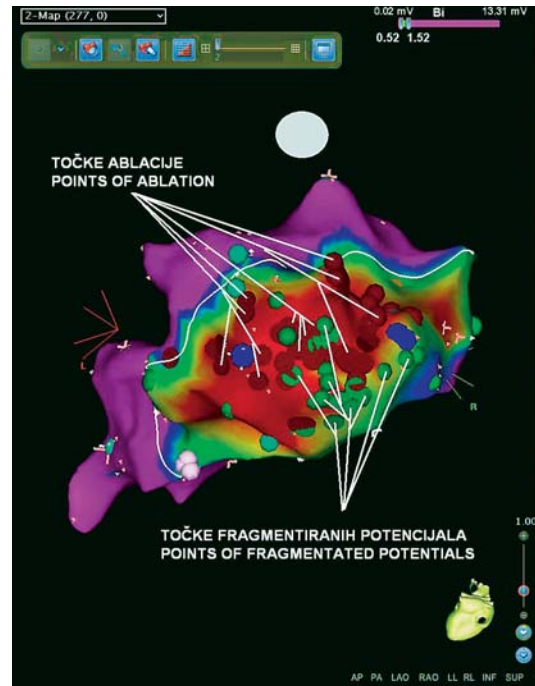 2-Map (277, 0)
0.02 mV Bi 13.31 mV
0.52 1.52
2
TOČKE ABLACIJE
POINTS OF ABLATION
L
R
TOČKE FRAGMENTIRANIH POTENCIJALA
POINTS OF FRAGMENTATED POTENTIALS
1.00
AP PA LAO RAO LL RL INF SUP